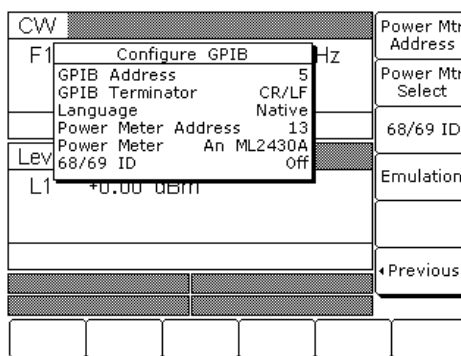 CW
F1
Hz
Configure GPIB
GPIB Address 5
GPIB Terminator CR/LF
Language Native
Power Meter Address 13
Power Meter An ML2430A
68/69 ID Off
Lev
L1 +0.00 dBm
Power Mtr
Address
Power Mtr
Select
68/69 ID
Emulation
Previous